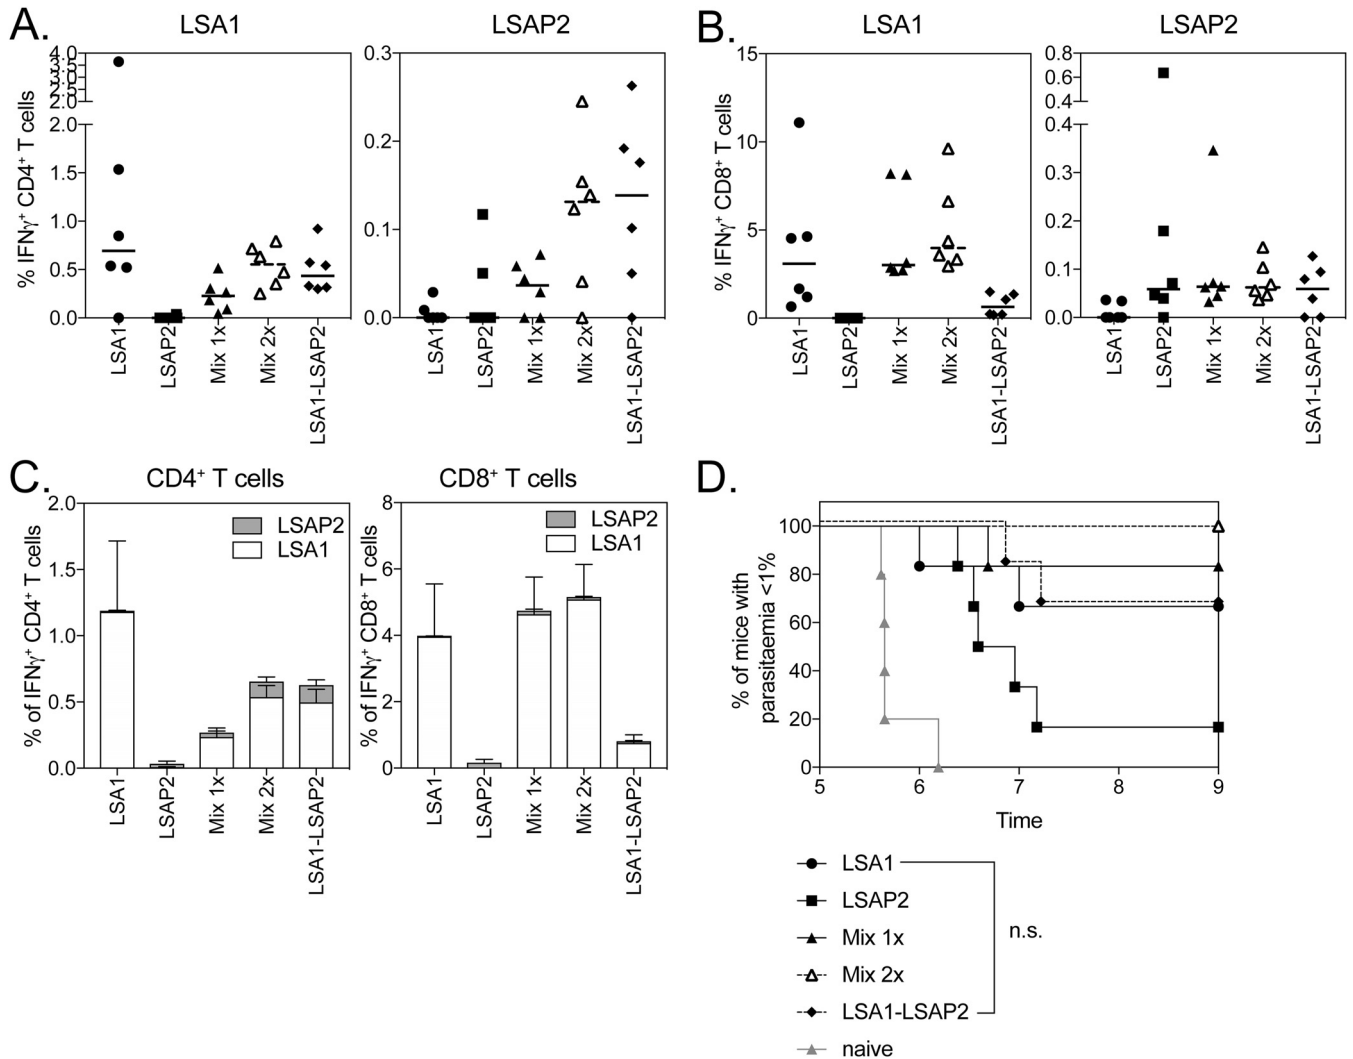 A.
LSA1
LSAP2
% IFNγ+ CD4+ T cells
4.0
3.5
3.0
2.5
2.0
2.0
1.5
1.0
0.5
0.0
LSA1
LSAP2
Mix 1x
Mix 2x
LSA1-LSAP2
0.3
0.2
0.1
0.0
LSA1
LSAP2
Mix 1x
Mix 2x
LSA1-LSAP2
B.
LSA1
LSAP2
% IFNγ+ CD8+ T cells
15
10
5
0
LSA1
LSAP2
Mix 1x
Mix 2x
LSA1-LSAP2
0.8
0.6
0.4
0.4
0.3
0.2
0.1
0.0
LSA1
LSAP2
Mix 1x
Mix 2x
LSA1-LSAP2
C.
CD4+ T cells
% of IFNγ+ CD4+ T cells
2.0
1.5
1.0
0.5
0.0
LSAP2
LSA1
LSA1
LSAP2
Mix 1x
Mix 2x
LSA1-LSAP2
CD8+ T cells
% of IFNγ+ CD8+ T cells
8
6
4
2
0
LSAP2
LSA1
LSA1
LSAP2
Mix 1x
Mix 2x
LSA1-LSAP2
D.
% of mice with
parasitaemia <1%
100
80
60
40
20
0
5
6
7
8
9
Time
LSA1
LSAP2
Mix 1x
n.s.
Mix 2x
LSA1-LSAP2
naive